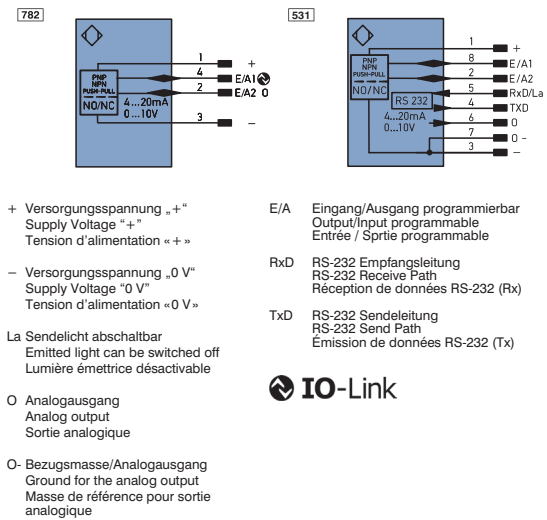 782
1 +
PNP
NPN
PUSH-PULL
4 E/A1
2 E/A2 O
NO/NC
4...20mA
0...10V
3 −
531
1 +
PNP
NPN
PUSH-PULL
8 E/A1
2 E/A2
NO/NC
5 RxD/La
RS 232
4 TXD
4...20mA
0...10V
6 O
7 O -
3 −
+ Versorgungsspannung „+“
Supply Voltage “+”
Tension d’alimentation «+»
− Versorgungsspannung „0 V“
Supply Voltage “0 V”
Tension d’alimentation «0 V»
La Sendelicht abschaltbar
Emitted light can be switched off
Lumière émettrice désactivable
O Analogausgang
Analog output
Sortie analogique
O- Bezugsmasse/Analogausgang
Ground for the analog output
Masse de référence pour sortie
analogique
E/A Eingang/Ausgang programmierbar
Output/Input programmable
Entrée / Sprtie programmable
RxD RS-232 Empfangsleitung
RS-232 Receive Path
Réception de données RS-232 (Rx)
TxD RS-232 Sendeleitung
RS-232 Send Path
Émission de données RS-232 (Tx)
IO-Link